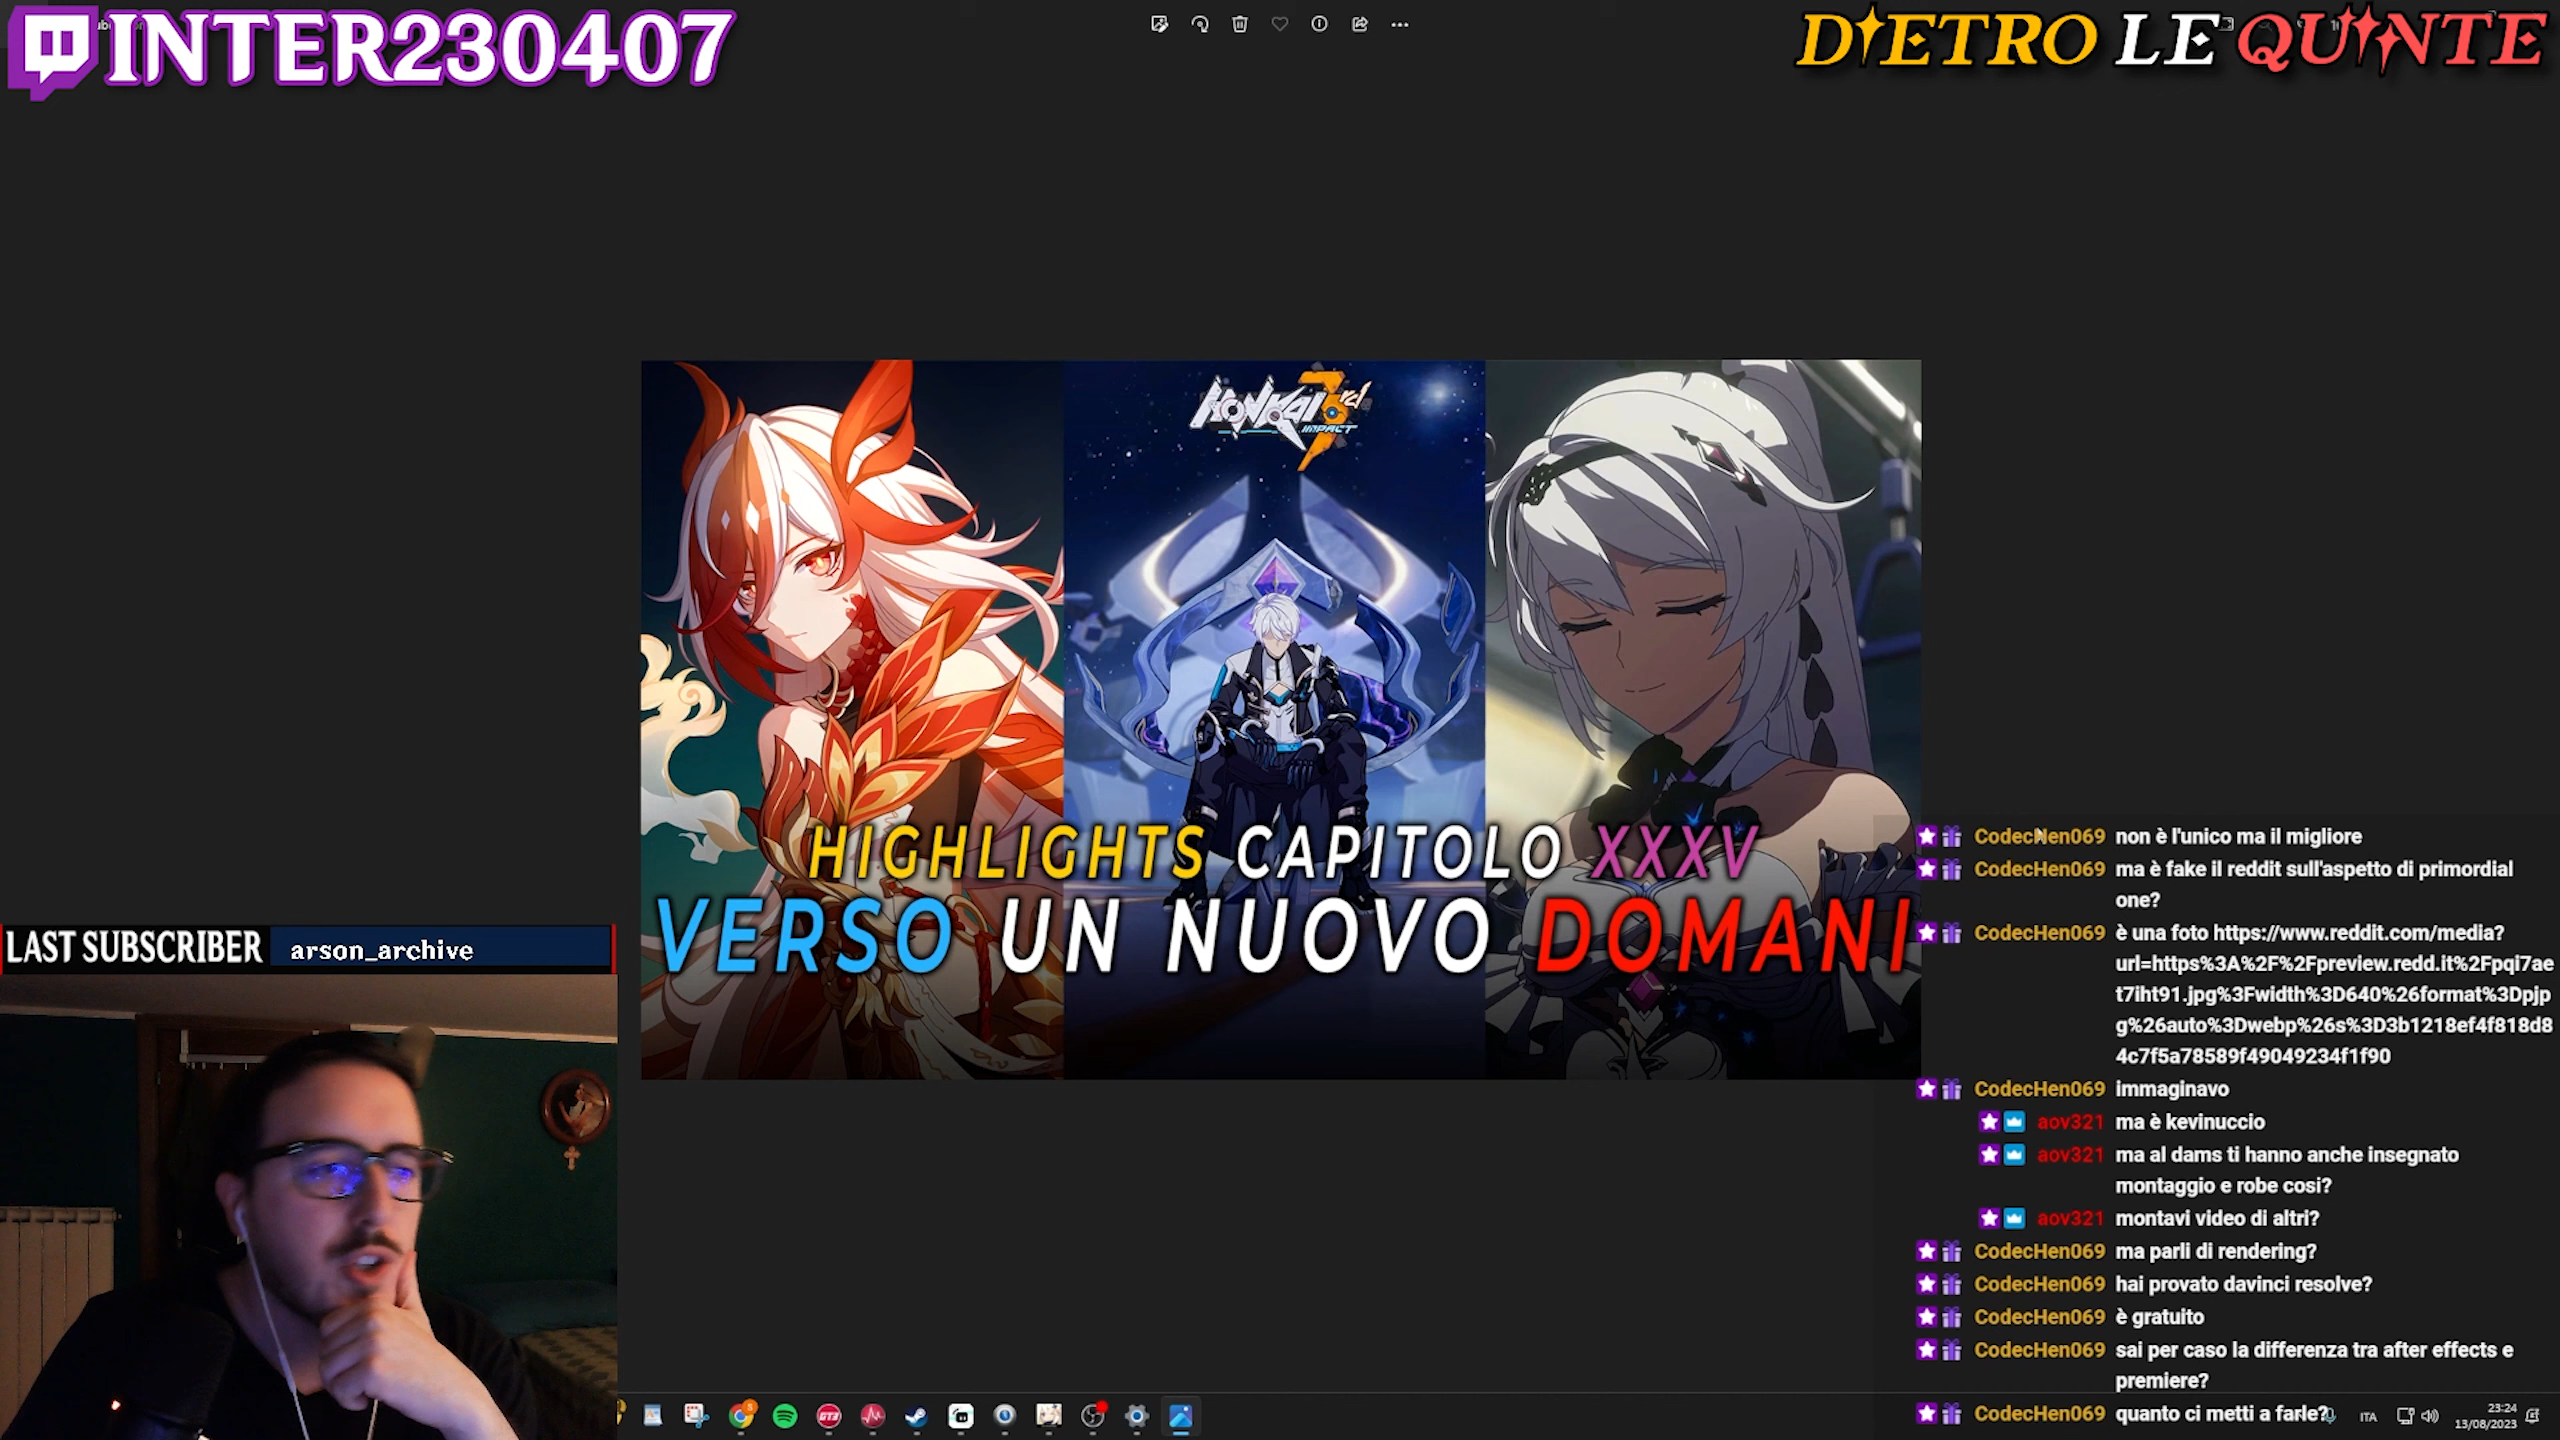 INTER230407
DIETRO LE QUINTE
HONKAI 3rd
IMPACT
HIGHLIGHTS CAPITOLO XXXV
VERSO UN NUOVO DOMANI
LAST SUBSCRIBER arson_archive
CodecHen069 non è l'unico ma il migliore
CodecHen069 ma è fake il reddit sull'aspetto di primordial
one?
CodecHen069 è una foto https://www.reddit.com/media?
url=https%3A%2F%2Fpreview.redd.it%2Fpqi7ae
t7iht91.jpg%3Fwidth%3D640%26format%3Dpjp
g%26auto%3Dwebp%26s%3D3b1218ef4f818d8
4c7f5a78589f49049234f1f90
CodecHen069 immaginavo
aov321 ma è kevinuccio
aov321 ma al dams ti hanno anche insegnato
montaggio e robe cosi?
aov321 montavi video di altri?
CodecHen069 ma parli di rendering?
CodecHen069 hai provato davinci resolve?
CodecHen069 è gratuito
CodecHen069 sai per caso la differenza tra after effects e
premiere?
CodecHen069 quanto ci metti a farle?
ITA
23:24
13/08/2023